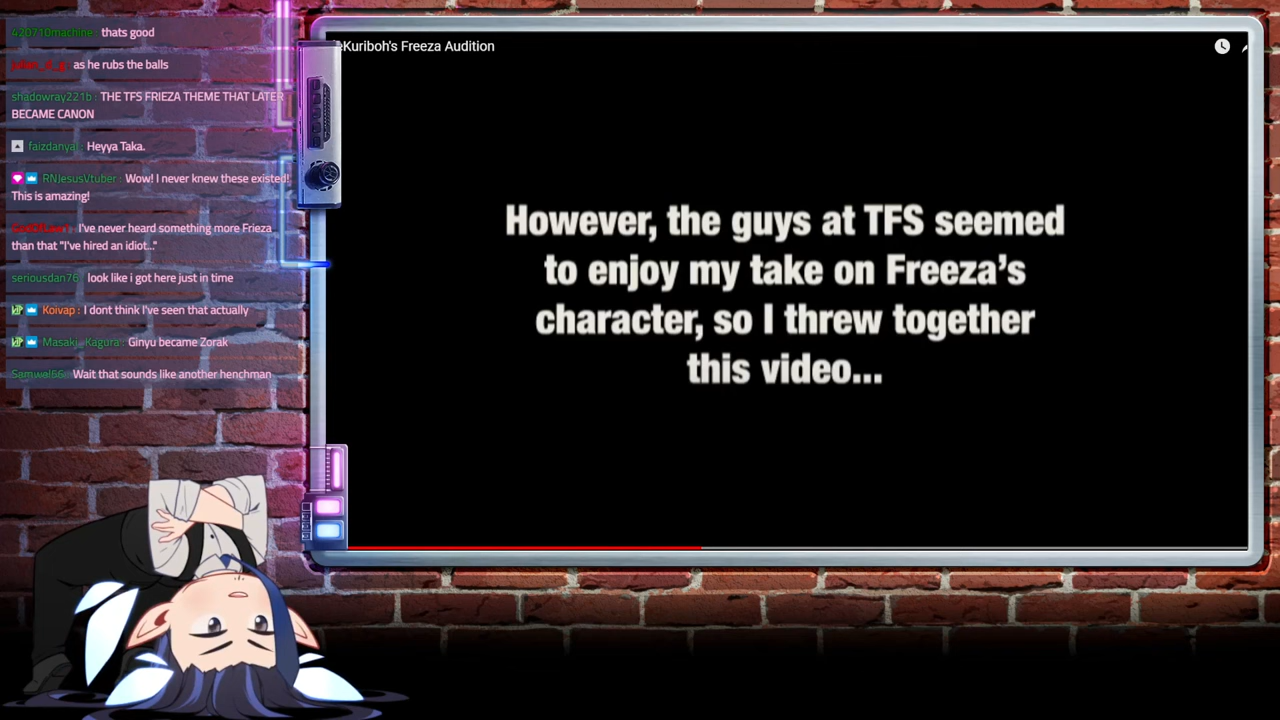 420710machine : thats good
as he rubs the balls
shadowray221b : THE TFS FRIEZA THEME THAT LATER
BECAME CANON
faizdanyal : Heyya Taka.
RNJesusVtuber : Wow! I never knew these existed!
This is amazing!
I've never heard something more Frieza
than that "I've hired an idiot..."
seriousdan76 : look like i got here just in time
Koivap : I dont think I've seen that actually
Masaki_Kagura : Ginyu became Zorak
Samwel56 : Wait that sounds like another henchman
eKuriboh's Freeza Audition
However, the guys at TFS seemed
to enjoy my take on Freeza's
character, so I threw together
this video...